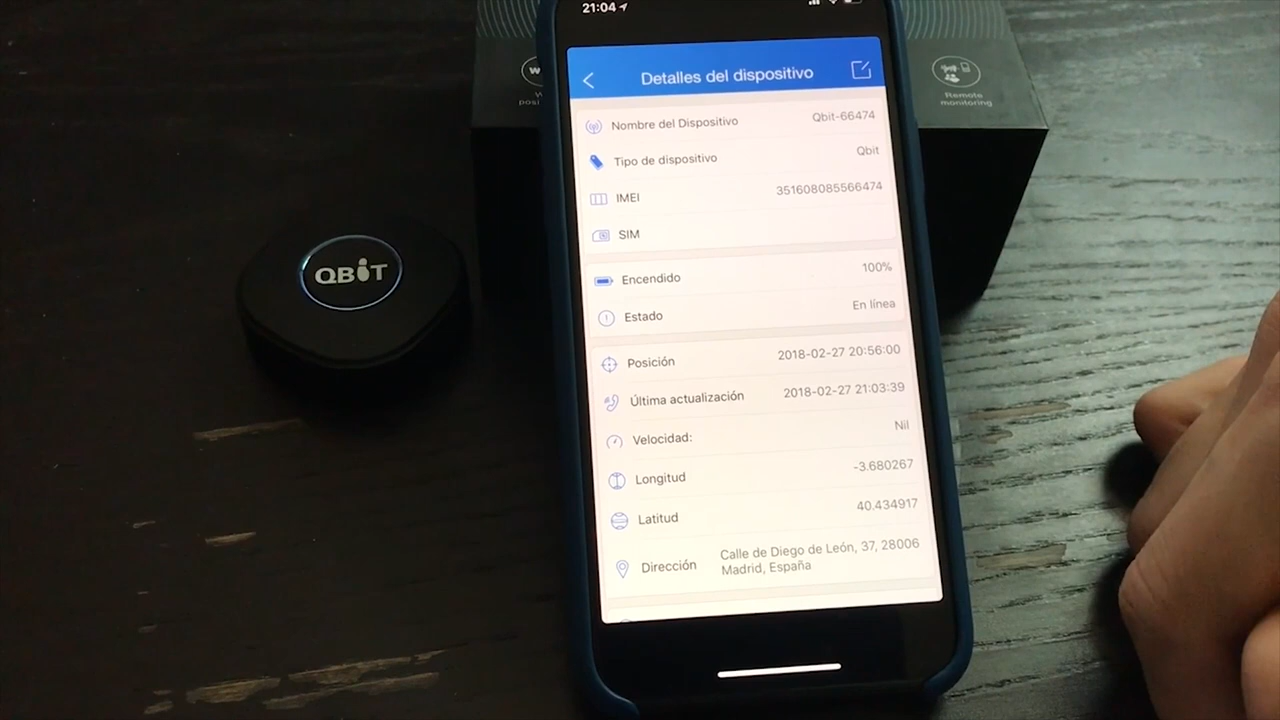 21:04
Detalles del dispositivo
Nombre del Dispositivo Qbit-66474
Tipo de dispositivo Qbit
IMEI 351608085566474
SIM
Encendido 100%
Estado En línea
Posición 2018-02-27 20:56:00
Última actualización 2018-02-27 21:03:39
Velocidad: Nil
Longitud -3.680267
Latitud 40.434917
Dirección Calle de Diego de León, 37, 28006
Madrid, España
QBIT
Remote
monitoring